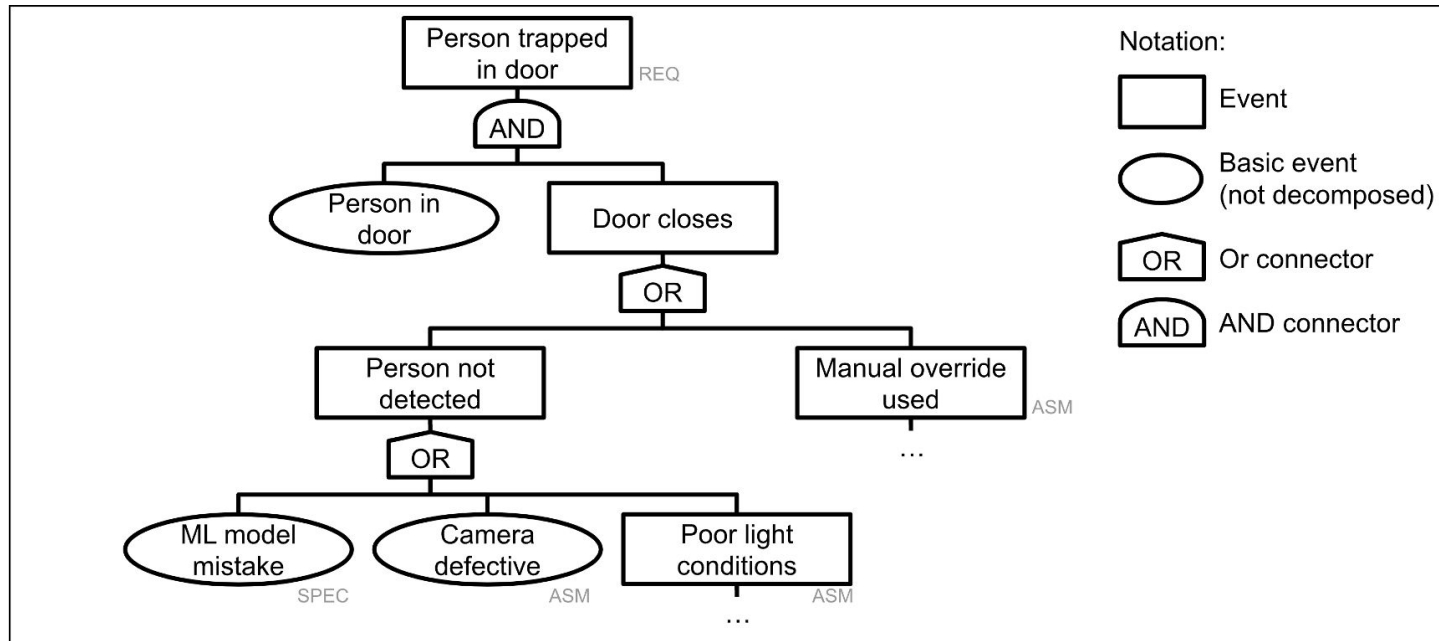 Person trapped
in door
REQ
AND
Person in
door
Door closes
OR
Person not
detected
Manual override
used
ASM
…
OR
ML model
mistake
SPEC
Camera
defective
ASM
Poor light
conditions
ASM
…
Notation:
Event
Basic event
(not decomposed)
OR
Or connector
AND
AND connector